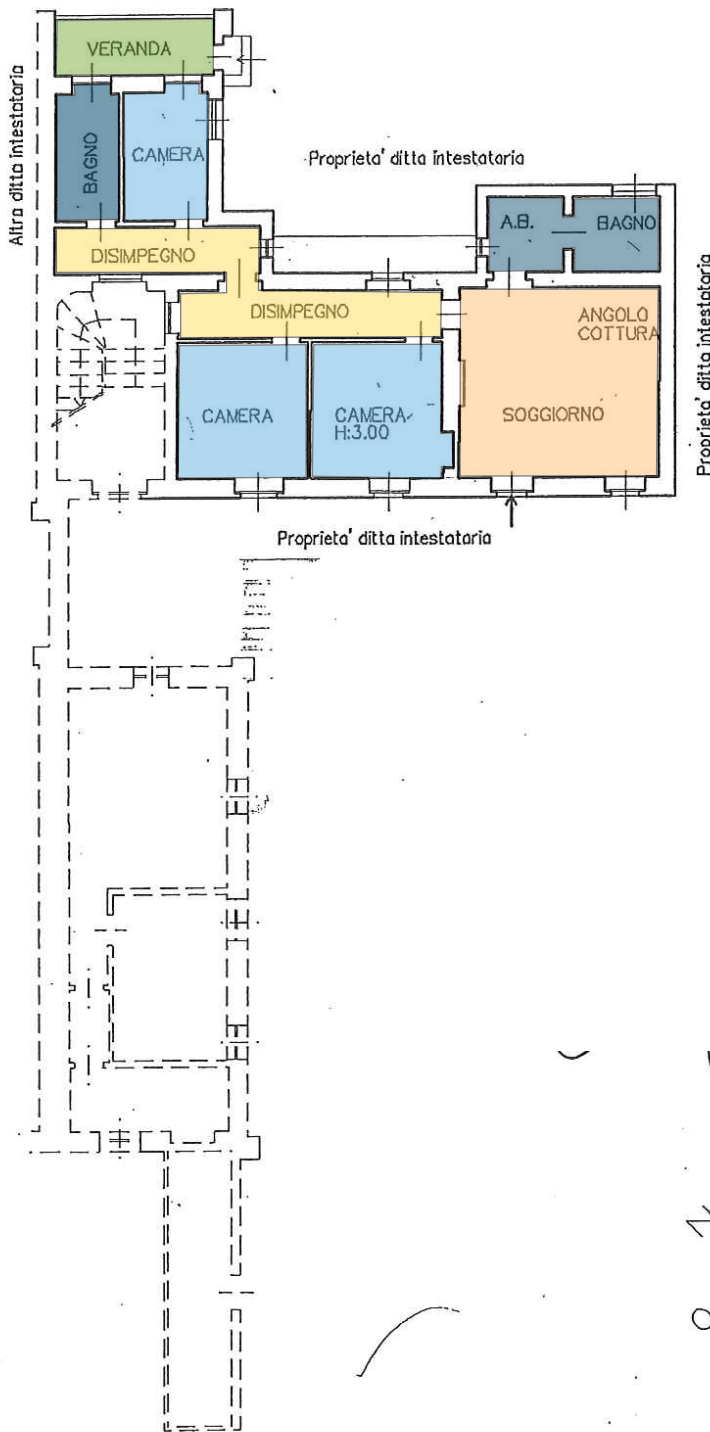 VERANDA
BAGNO
CAMERA
Altra ditta intestataria
Proprieta' ditta intestataria
A.B.
BAGNO
DISIMPEGNO
DISIMPEGNO
ANGOLO
COTTURA
Proprieta' ditta intestataria
CAMERA
CAMERA
H:3.00
SOGGIORNO
Proprieta' ditta intestataria